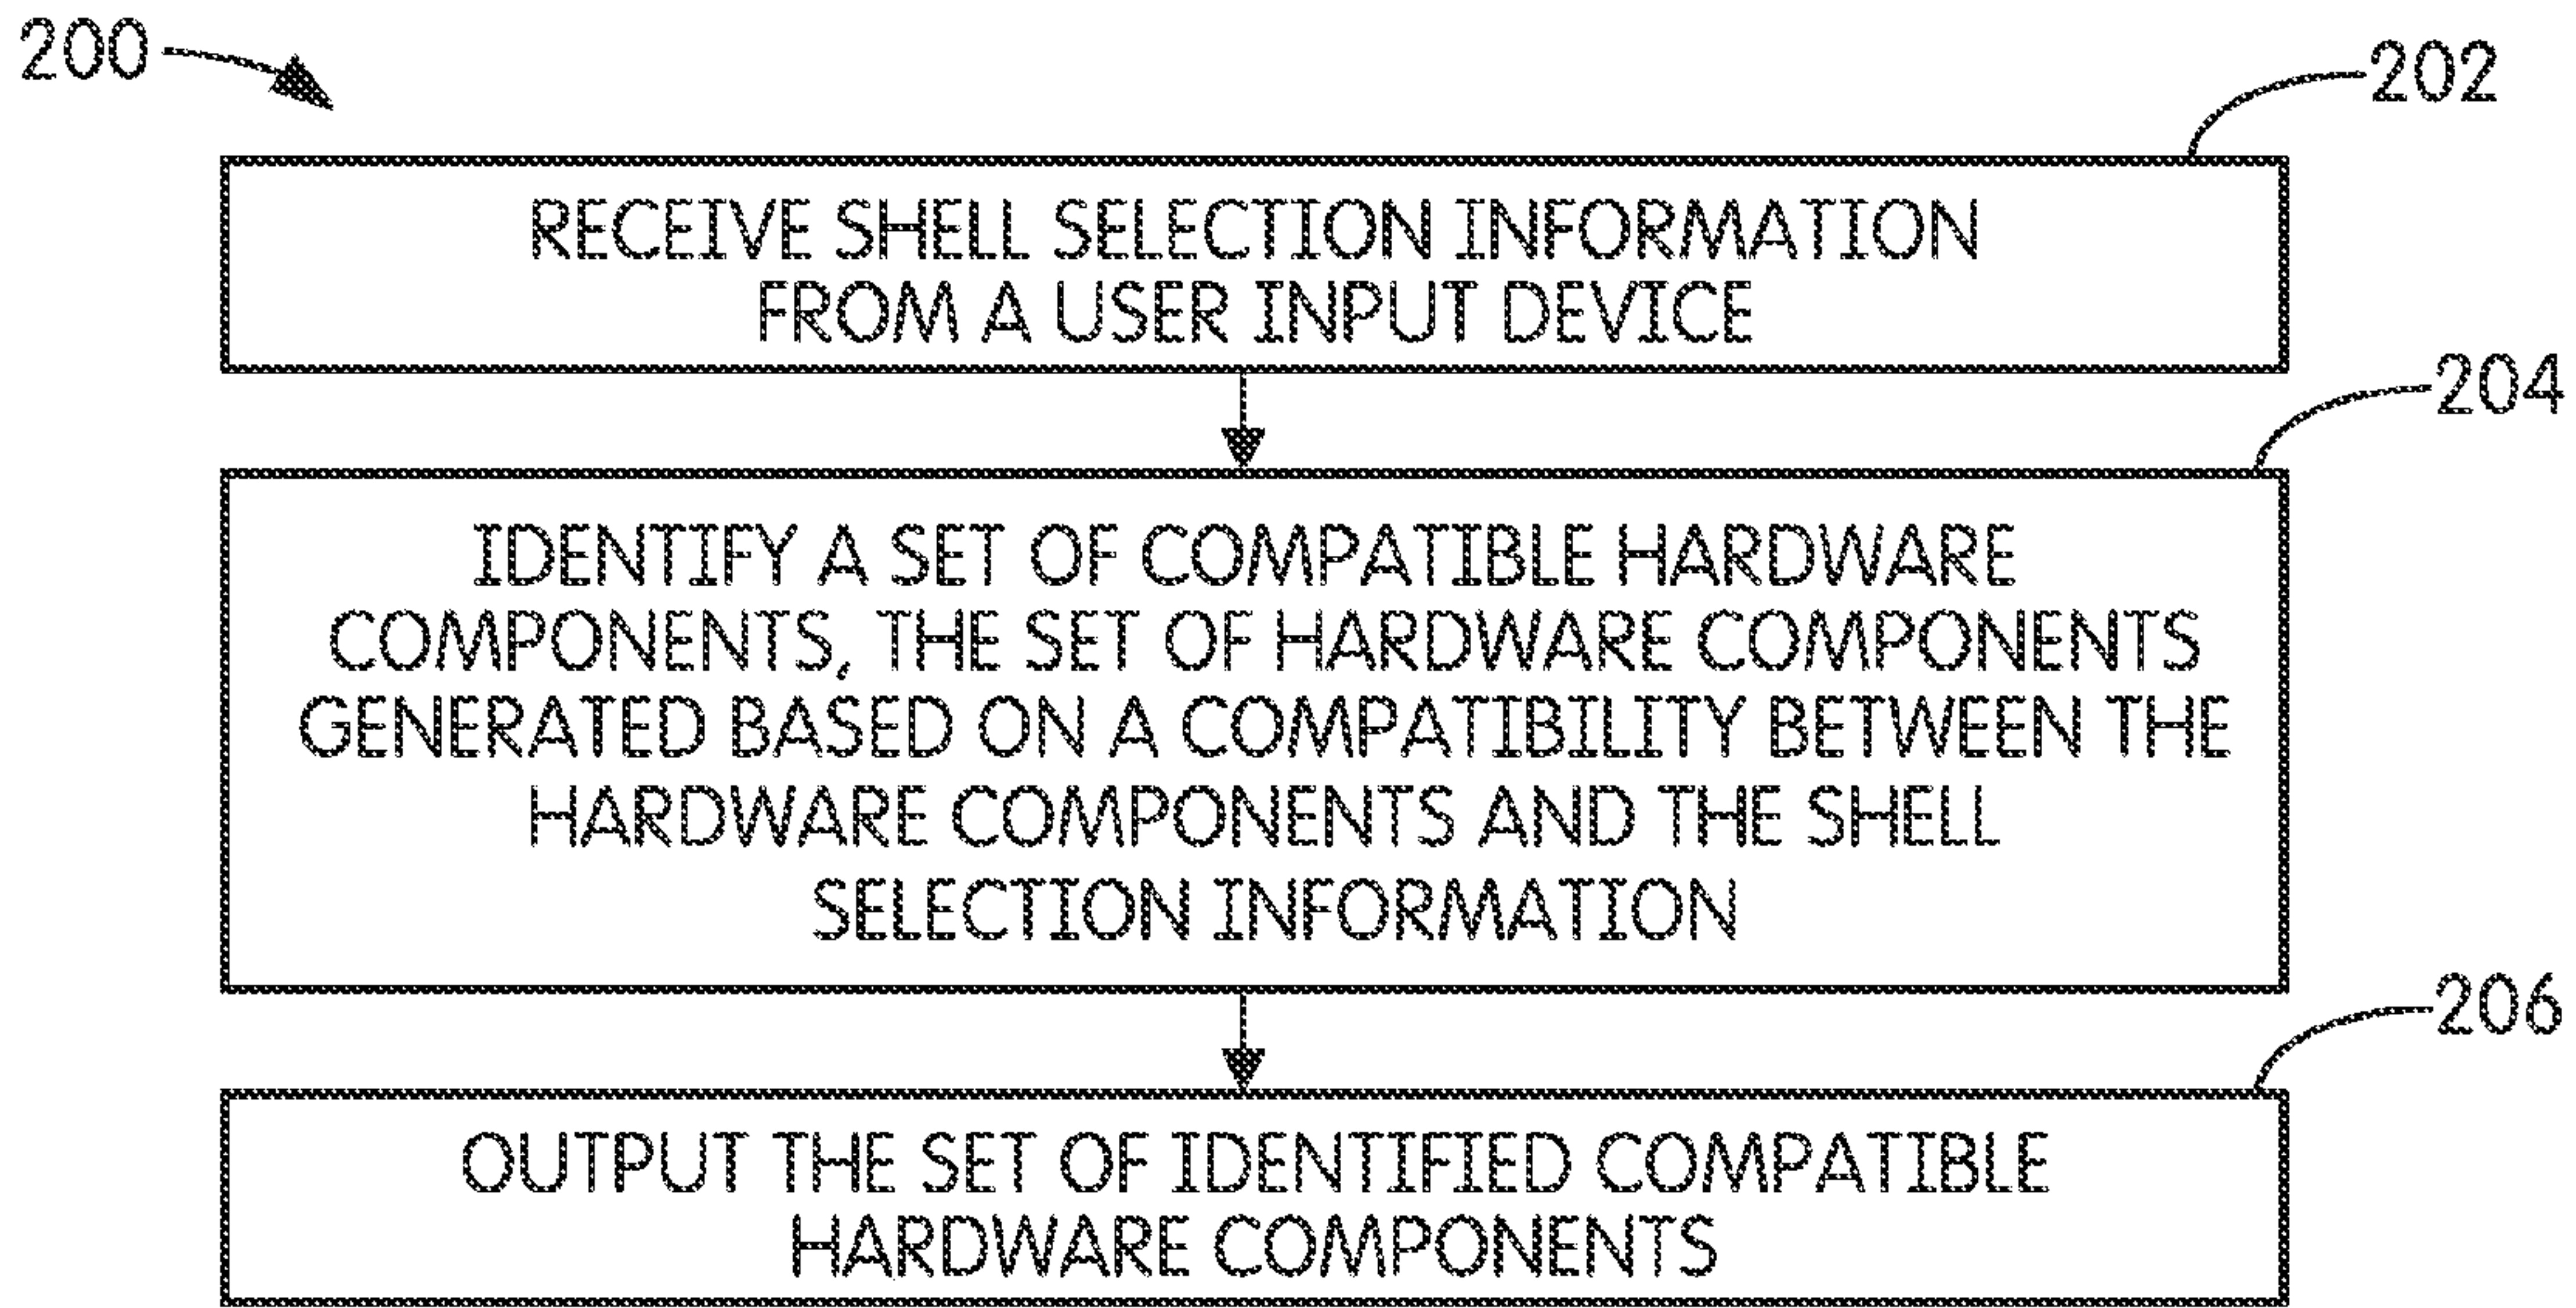 200
202
RECEIVE SHELL SELECTION INFORMATION
FROM A USER INPUT DEVICE
204
IDENTIFY A SET OF COMPATIBLE HARDWARE
COMPONENTS, THE SET OF HARDWARE COMPONENTS
GENERATED BASED ON A COMPATIBILITY BETWEEN THE
HARDWARE COMPONENTS AND THE SHELL
SELECTION INFORMATION
206
OUTPUT THE SET OF IDENTIFIED COMPATIBLE
HARDWARE COMPONENTS